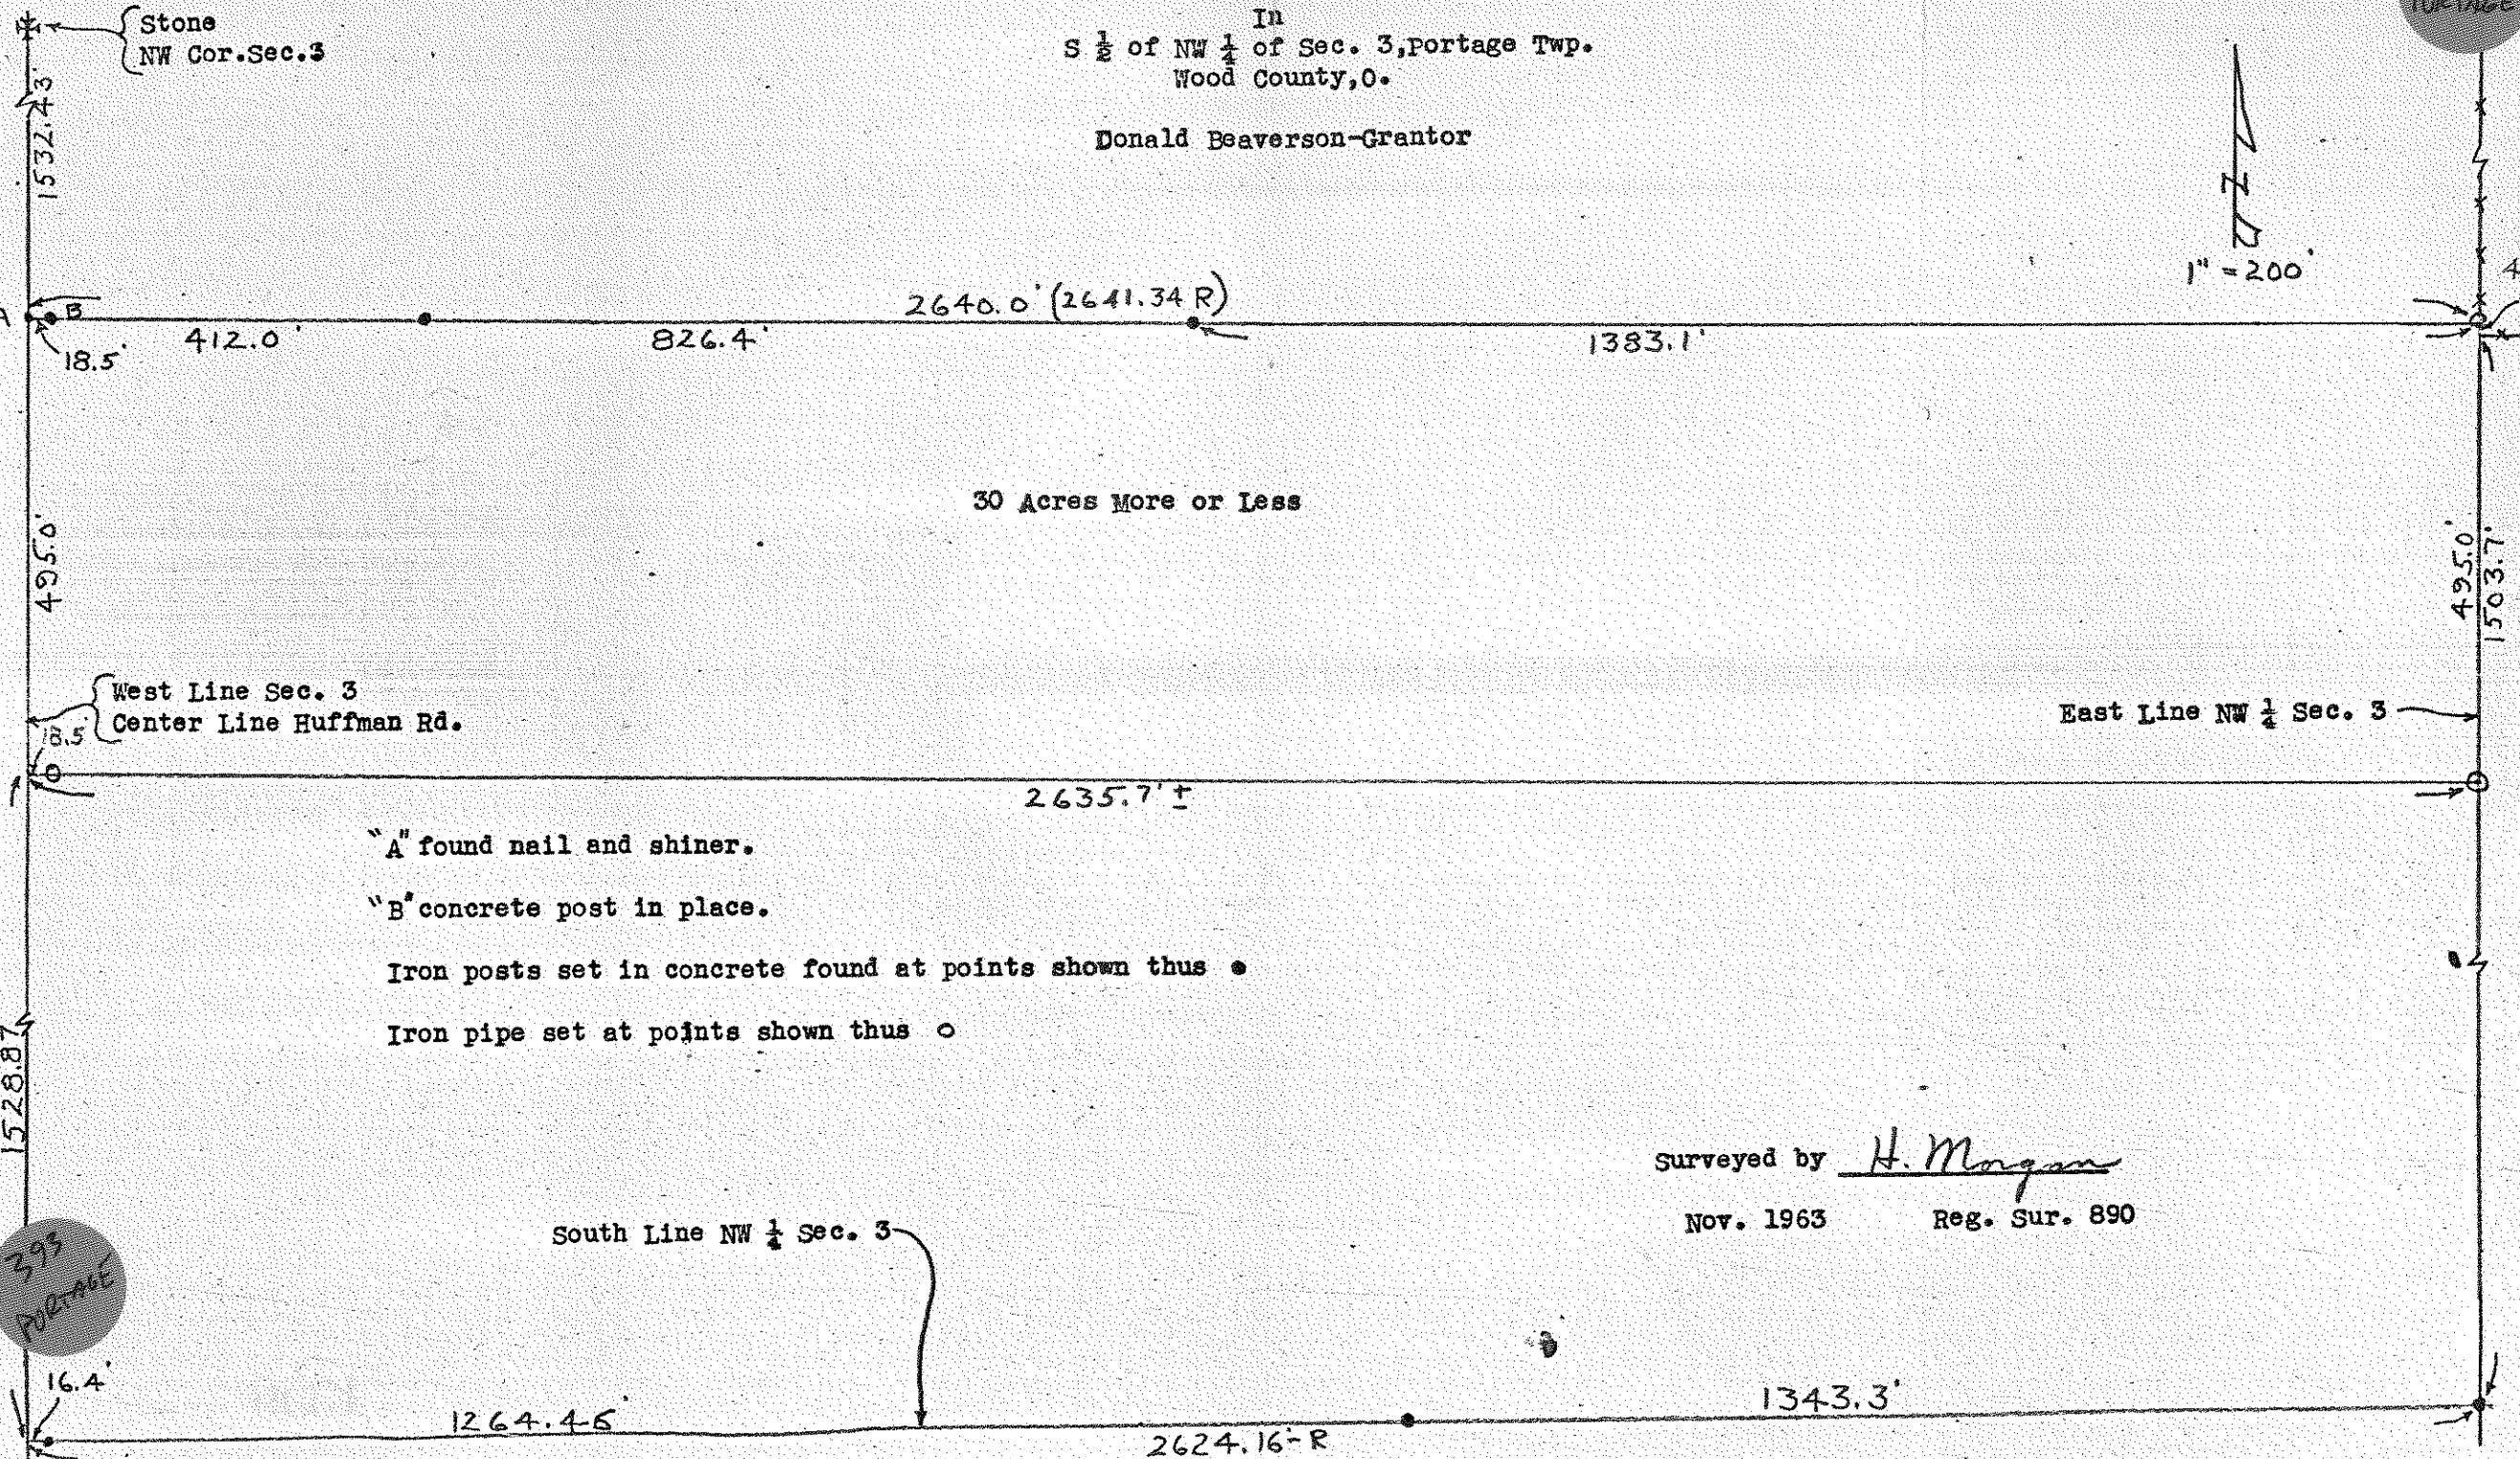 In
S ½ of NW ¼ of Sec. 3,Portage Twp.
Wood County,O.
Donald Beaverson-Grantor
Stone
NW Cor.Sec.3
PORTAGE
1532.43'
N
1" = 200'
4
A
B
18.5'
412.0'
826.4'
2640.0' (2641.34 R)
1383.1'
30 Acres More or Less
495.0'
495.0'
1503.7'
West Line Sec. 3
Center Line Huffman Rd.
18.5'
East Line NW ¼ Sec. 3
2635.7' ±
"A" found nail and shiner.
"B" concrete post in place.
Iron posts set in concrete found at points shown thus ●
Iron pipe set at points shown thus o
1528.87
Surveyed by H. Morgan
Nov. 1963 Reg. Sur. 890
South Line NW ¼ Sec. 3
393
PORTAGE
16.4'
1264.46'
2624.16'-R
1343.3'